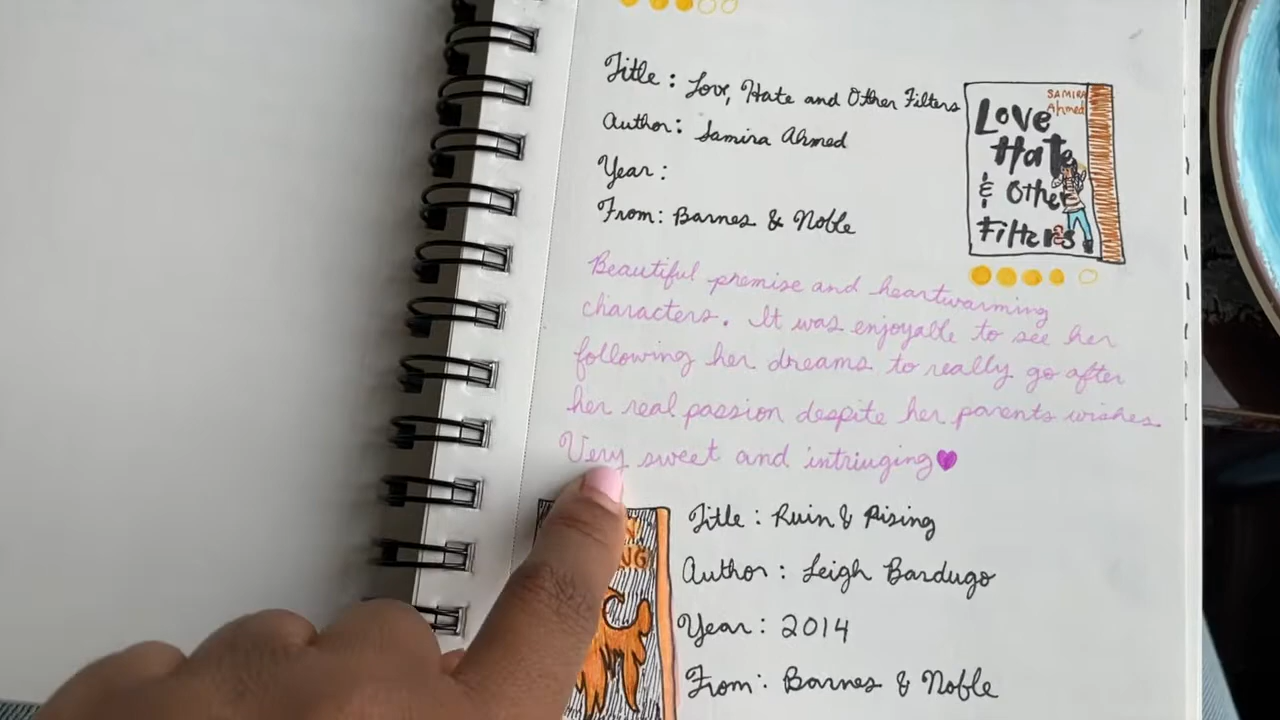 Title : Love, Hate and Other Filters
Author: Samira Ahmed
Year :
From: Barnes & Noble
SAMIRA
Ahmed
Love
Hate
& Other
Filters
Beautiful premise and heartwarming
characters. It was enjoyable to see her
following her dreams to really go after
her real passion despite her parents wishes
Very sweet and intriuging
Title : Ruin & Rising
Author : Leigh Bardugo
Year : 2014
From : Barnes & Noble